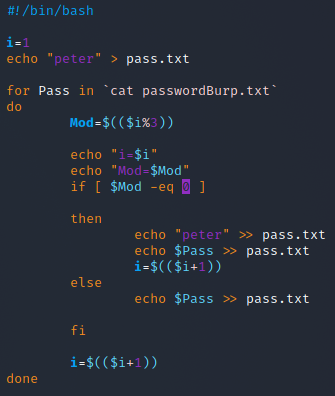 #!/bin/bash
i=1
echo "peter" > pass.txt
for Pass in `cat passwordBurp.txt`
do
Mod=$(($i%3))
echo "i=$i"
echo "Mod=$Mod"
if [ $Mod -eq 0 ]
then
echo "peter" >> pass.txt
echo $Pass >> pass.txt
i=$(($i+1))
else
echo $Pass >> pass.txt
fi
i=$(($i+1))
done